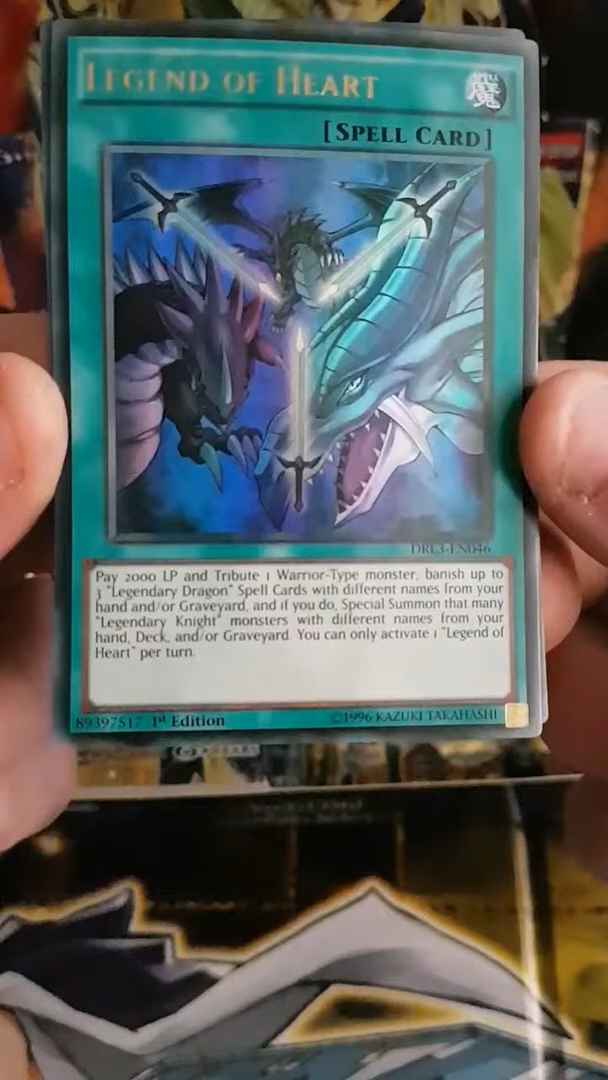 LEGEND OF HEART
魔
[SPELL CARD]
DRL3-EN046
Pay 2000 LP and Tribute 1 Warrior-Type monster; banish up to
3 "Legendary Dragon" Spell Cards with different names from your
hand and/or Graveyard, and if you do, Special Summon that many
"Legendary Knight" monsters with different names from your
hand, Deck, and/or Graveyard. You can only activate 1 "Legend of
Heart" per turn.
89397517 1st Edition ©1996 KAZUKI TAKAHASHI